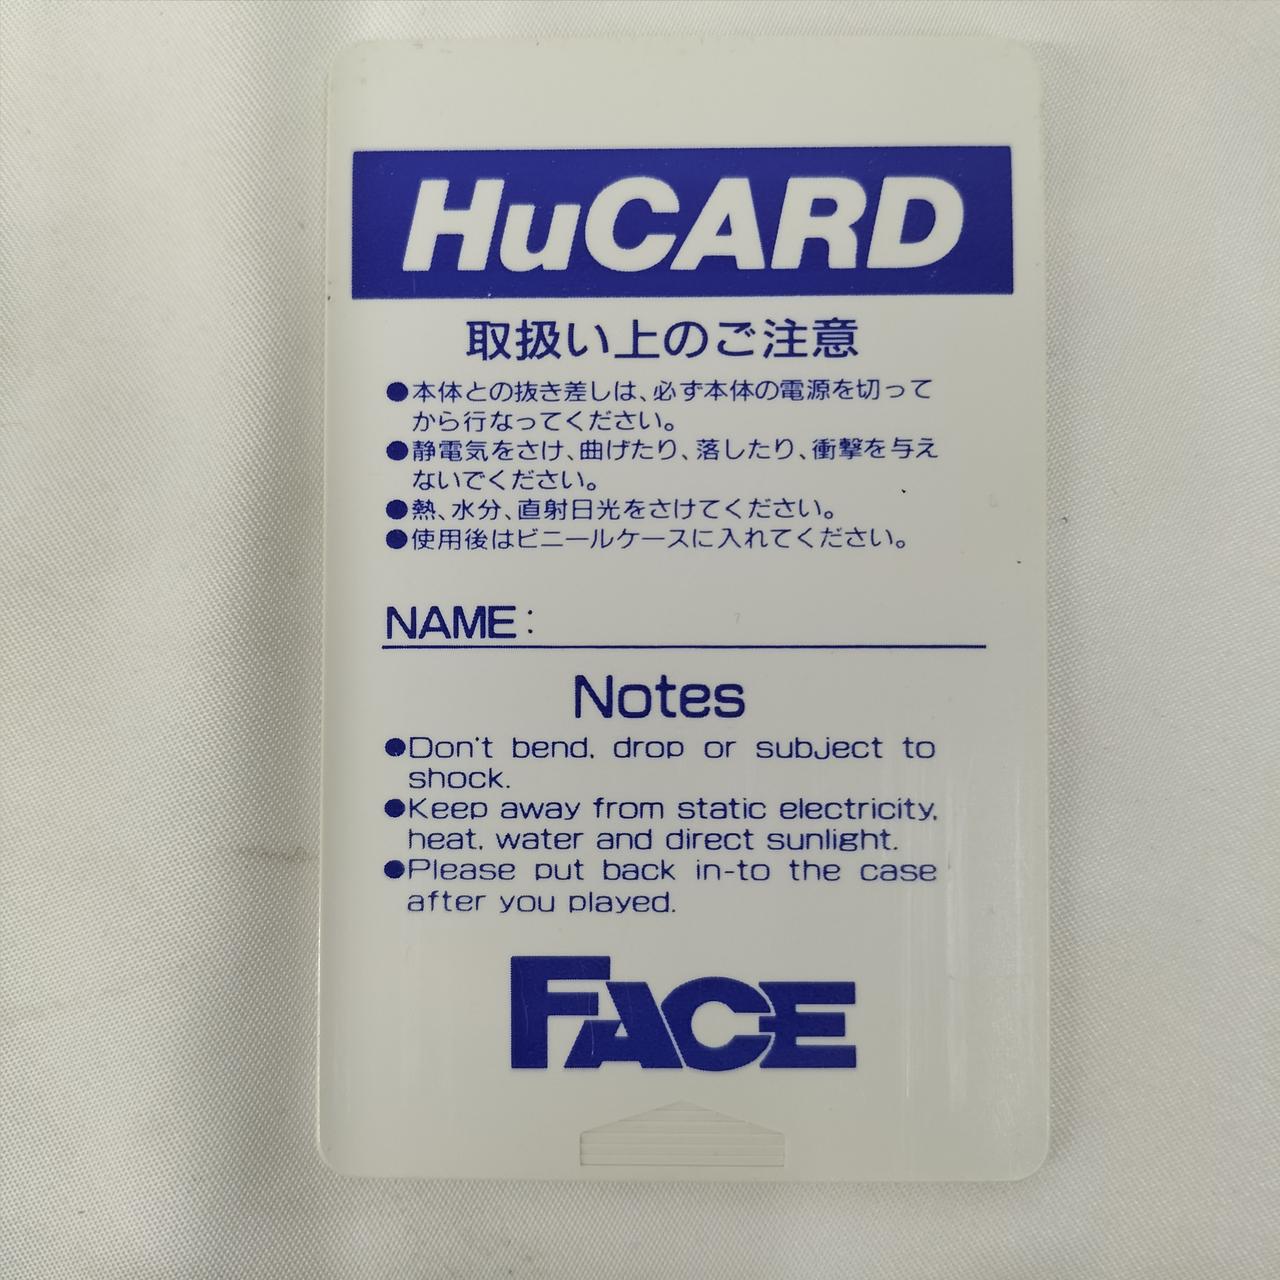 HuCARD
取扱い上のご注意
●本体との抜き差しは、必ず本体の電源を切って
から行なってください。
●静電気をさけ、曲げたり、落したり、衝撃を与え
ないでください。
●熱、水分、直射日光をさけてください。
●使用後はビニールケースに入れてください。
NAME:
Notes
●Don't bend, drop or subject to
shock.
●Keep away from static electricity,
heat, water and direct sunlight.
●Please put back in-to the case
after you played.
FACE